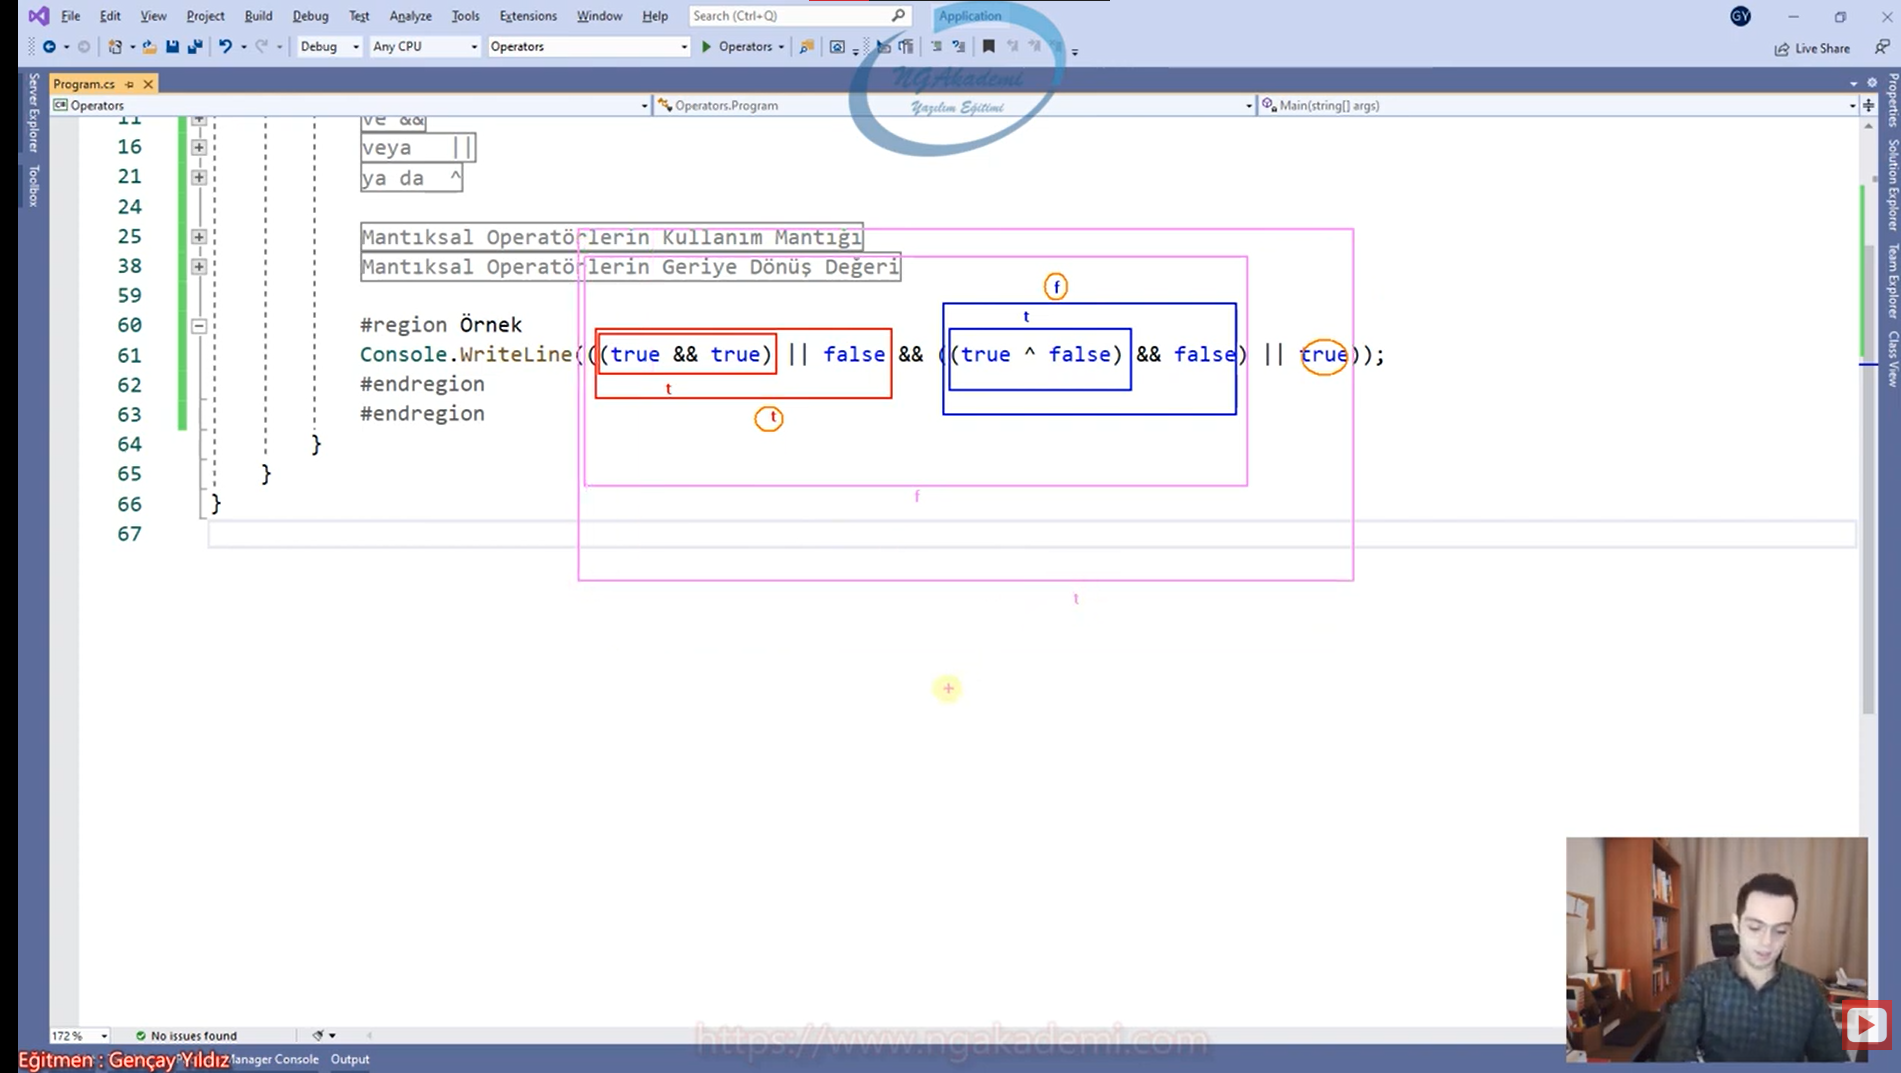 File Edit View Project Build Debug Test Analyze Tools Extensions Window Help Search (Ctrl+Q) Application GY
Debug Any CPU Operators Operators Live Share
NGAkademi
Yazılım Eğitimi
Program.cs
Operators Operators.Program Main(string[] args)
Server Explorer
Toolbox
Properties
Solution Explorer
Team Explorer
Class View
11 ve &&
16 veya ||
21 ya da ^
24
25 Mantıksal Operatörlerin Kullanım Mantığı
38 Mantıksal Operatörlerin Geriye Dönüş Değeri
59
f
t
60 #region Örnek
61 Console.WriteLine(((true && true) || false && ((true ^ false) && false) || true));
62 #endregion
t
63 #endregion
t
64 }
65 }
f
66 }
67
t
172 % No issues found
https://www.ngakademi.com
Eğitmen : Gençay Yıldız Manager Console Output